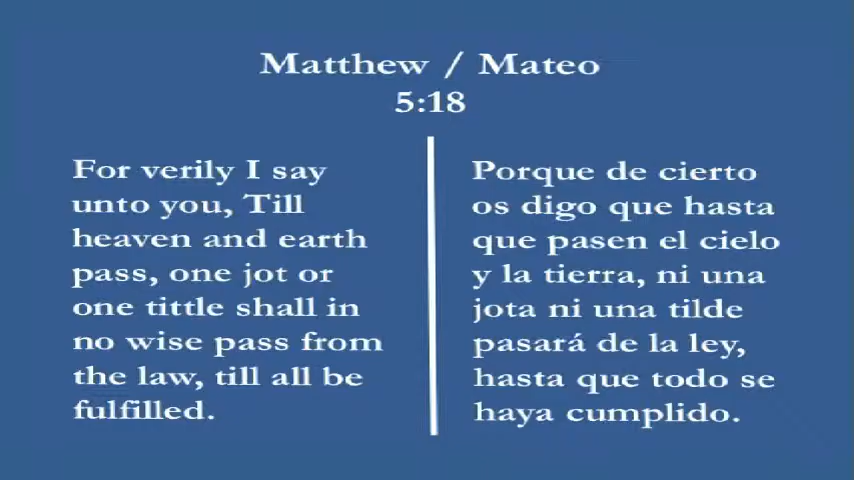 Matthew / Mateo
5:18
For verily I say
unto you, Till
heaven and earth
pass, one jot or
one tittle shall in
no wise pass from
the law, till all be
fulfilled.
Porque de cierto
os digo que hasta
que pasen el cielo
y la tierra, ni una
jota ni una tilde
pasará de la ley,
hasta que todo se
haya cumplido.